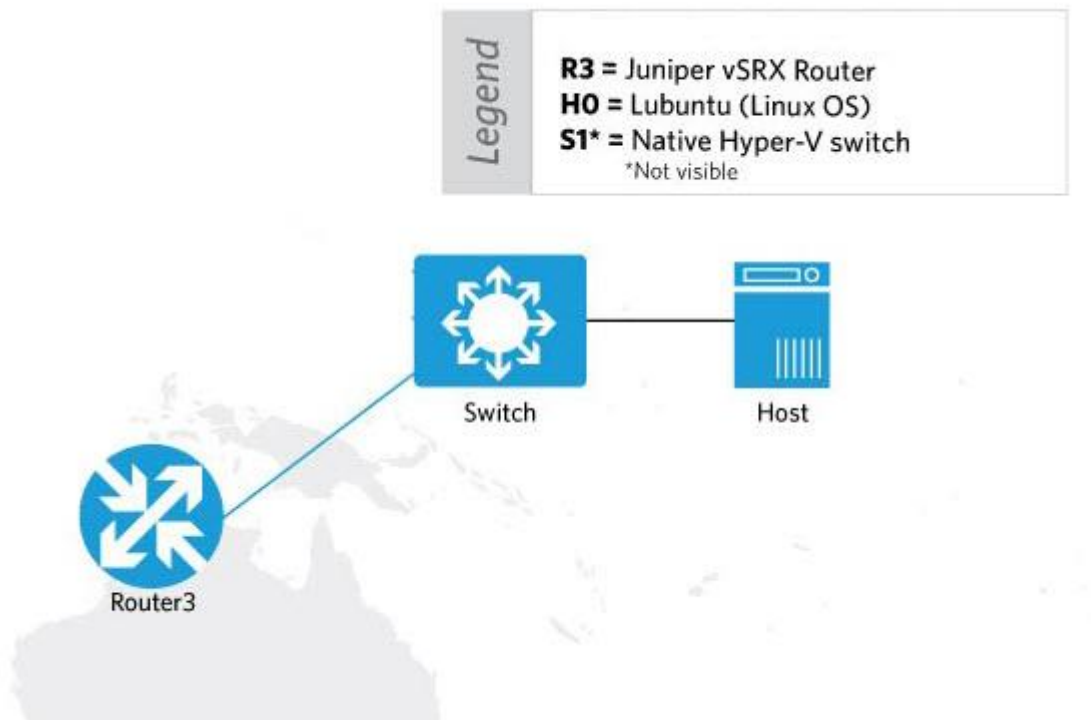 Legend
R3 = Juniper vSRX Router
H0 = Lubuntu (Linux OS)
S1* = Native Hyper-V switch
*Not visible
Switch
Host
Router3